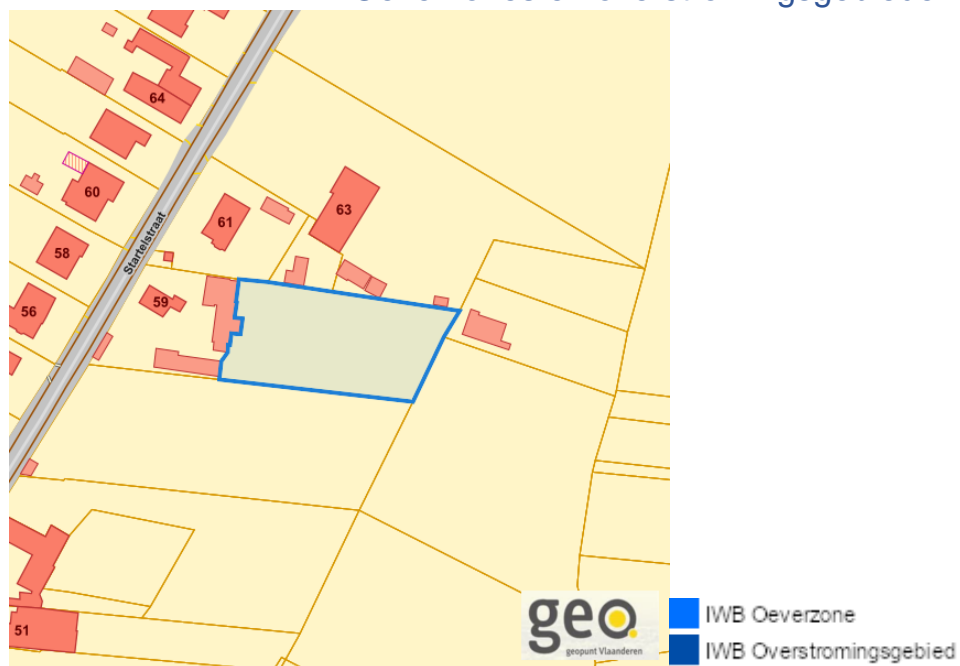 64
60
63
61
58
Startelstraat
59
56
51
geo
geopunt Vlaanderen
IWB Oeverzone
IWB Overstromingsgebied